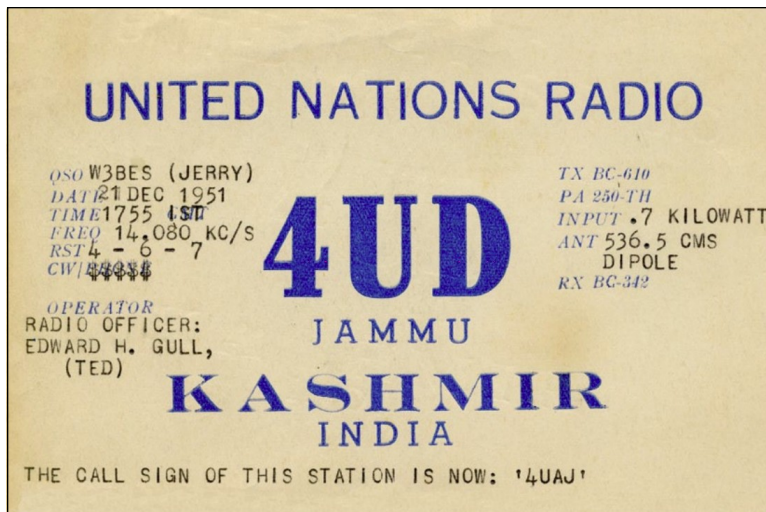 UNITED NATIONS RADIO
QSO W3BES (JERRY)
DATE 21 DEC 1951
TIME 1755 IST
FREQ 14.080 KC/S
RST 4 - 6 - 7
CW/
OPERATOR
RADIO OFFICER:
EDWARD H. GULL,
(TED)
4UD
JAMMU
KASHMIR
INDIA
TX BC-610
PA 250-TH
INPUT .7 KILOWATT
ANT 536.5 CMS
DIPOLE
RX BC-342
THE CALL SIGN OF THIS STATION IS NOW: '4UAJ'